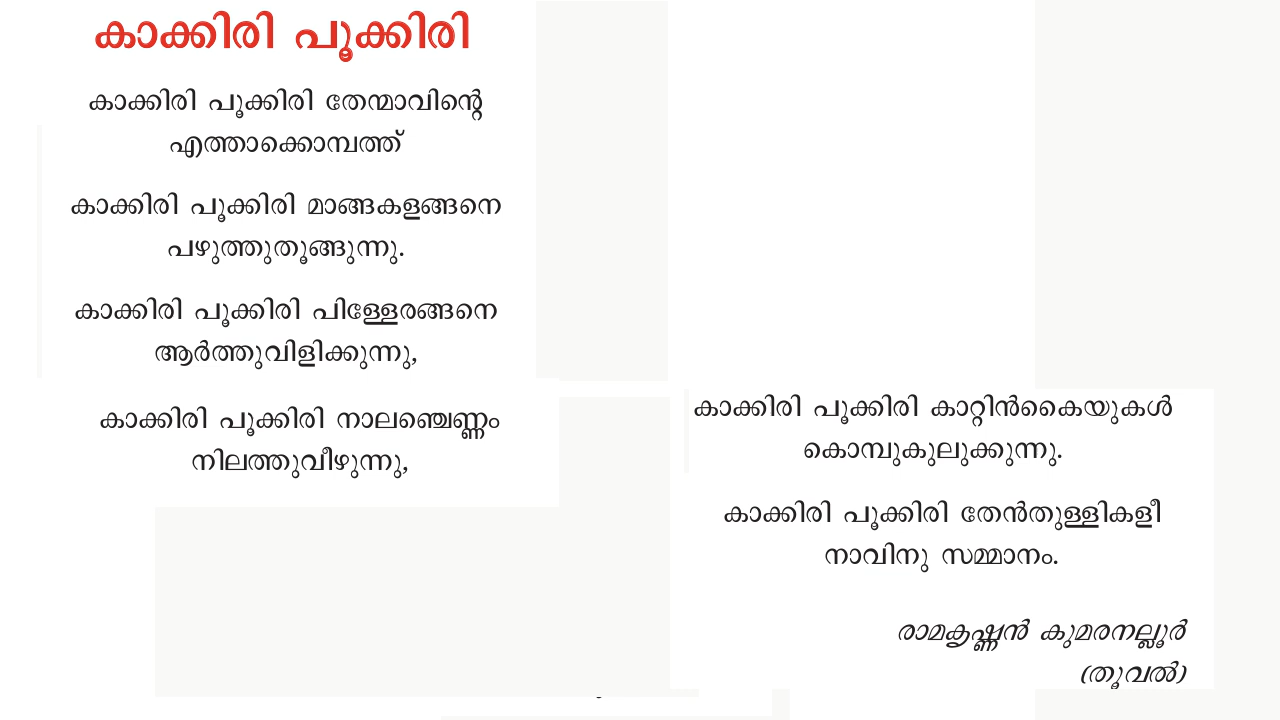 കാക്കിരി പൂക്കിരി
കാക്കിരി പൂക്കിരി തേന്മാവിന്റെ
എത്താക്കൊമ്പത്ത്
കാക്കിരി പൂക്കിരി മാങ്ങകളങ്ങനെ
പഴുത്തുതൂങ്ങുന്നു.
കാക്കിരി പൂക്കിരി പിള്ളേരങ്ങനെ
ആർത്തുവിളിക്കുന്നു,
കാക്കിരി പൂക്കിരി നാലഞ്ചെണ്ണം
നിലത്തുവീഴുന്നു,
കാക്കിരി പൂക്കിരി കാറ്റിൻകൈയുകൾ
കൊമ്പുകുലുക്കുന്നു.
കാക്കിരി പൂക്കിരി തേൻതുള്ളികളീ
നാവിനു സമ്മാനം.
രാമകൃഷ്ണൻ കുമരനല്ലൂർ
(തൂവൽ)